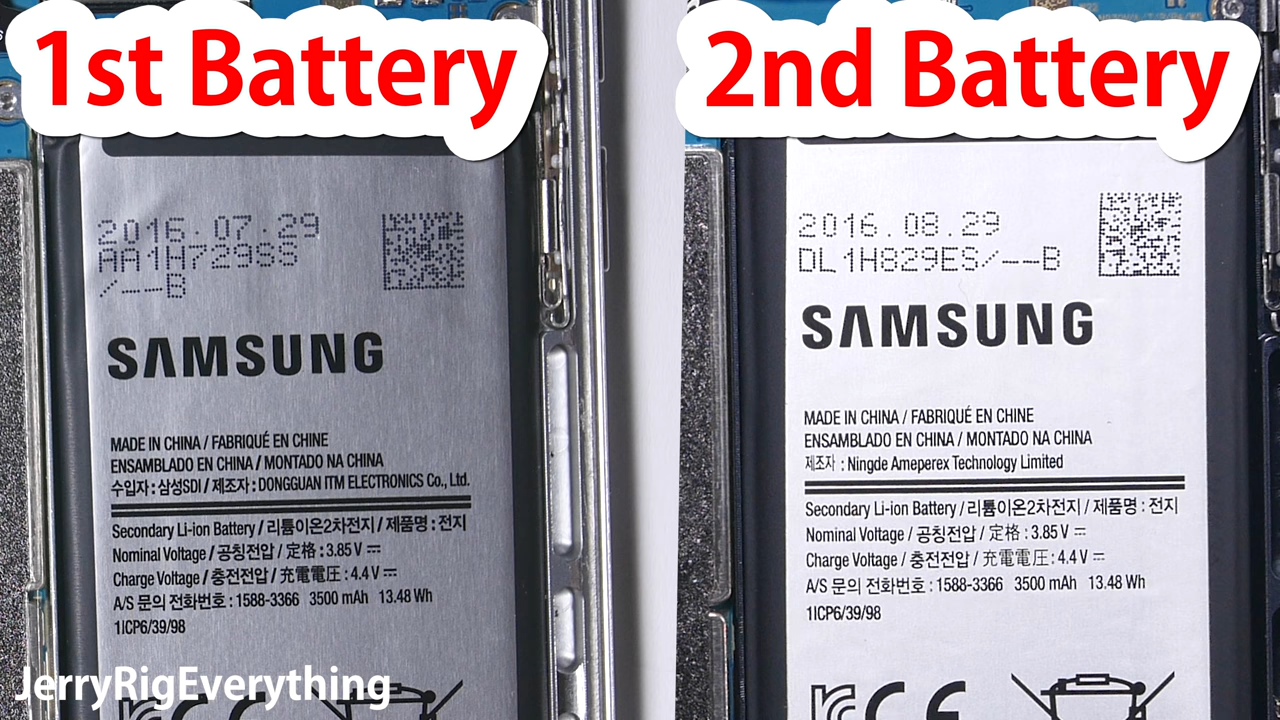 1st Battery
2016.07.29
AA1H729SS
/--B
SAMSUNG
MADE IN CHINA / FABRIQUÉ EN CHINE
ENSAMBLADO EN CHINA / MONTADO NA CHINA
수입자 : 삼성SDI / 제조자 : DONGGUAN ITM ELECTRONICS Co., Ltd.
Secondary Li-ion Battery / 리튬이온2차전지 / 제품명 : 전지
Nominal Voltage / 공칭전압 / 定格 : 3.85 V ⎓
Charge Voltage / 충전전압 / 充電電圧 : 4.4 V ⎓
A/S 문의 전화번호 : 1588-3366 3500 mAh 13.48 Wh
1ICP6/39/98
JerryRigEverything
2nd Battery
2016.08.29
DL1H829ES/--B
SAMSUNG
MADE IN CHINA / FABRIQUÉ EN CHINE
ENSAMBLADO EN CHINA / MONTADO NA CHINA
제조자 : Ningde Ameperex Technology Limited
Secondary Li-ion Battery / 리튬이온2차전지 / 제품명 : 전지
Nominal Voltage / 공칭전압 / 定格 : 3.85 V ⎓
Charge Voltage / 충전전압 / 充電電圧 : 4.4 V ⎓
A/S 문의 전화번호 : 1588-3366 3500 mAh 13.48 Wh
1ICP6/39/98